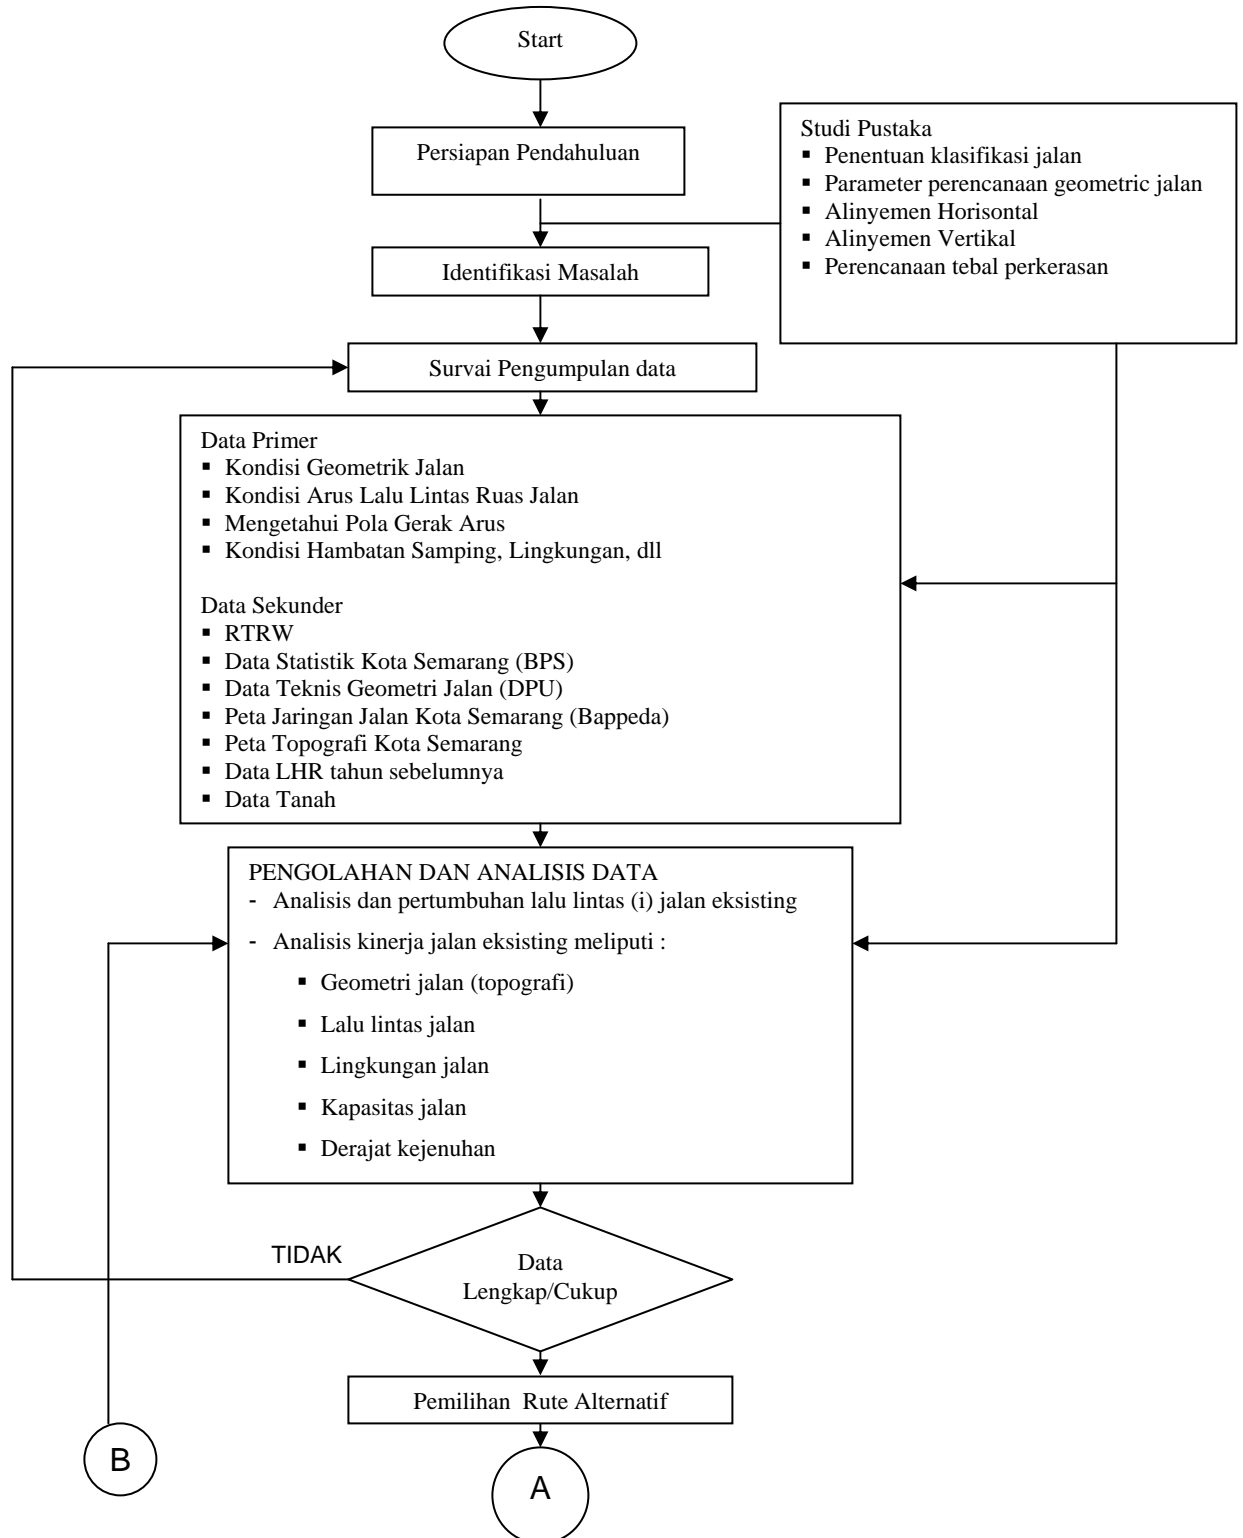 Start
Persiapan Pendahuluan
Studi Pustaka
▪ Penentuan klasifikasi jalan
▪ Parameter perencanaan geometric jalan
▪ Alinyemen Horisontal
▪ Alinyemen Vertikal
▪ Perencanaan tebal perkerasan
Identifikasi Masalah
Survai Pengumpulan data
Data Primer
▪ Kondisi Geometrik Jalan
▪ Kondisi Arus Lalu Lintas Ruas Jalan
▪ Mengetahui Pola Gerak Arus
▪ Kondisi Hambatan Samping, Lingkungan, dll
Data Sekunder
▪ RTRW
▪ Data Statistik Kota Semarang (BPS)
▪ Data Teknis Geometri Jalan (DPU)
▪ Peta Jaringan Jalan Kota Semarang (Bappeda)
▪ Peta Topografi Kota Semarang
▪ Data LHR tahun sebelumnya
▪ Data Tanah
PENGOLAHAN DAN ANALISIS DATA
- Analisis dan pertumbuhan lalu lintas (i) jalan eksisting
- Analisis kinerja jalan eksisting meliputi :
▪ Geometri jalan (topografi)
▪ Lalu lintas jalan
▪ Lingkungan jalan
▪ Kapasitas jalan
▪ Derajat kejenuhan
TIDAK
Data
Lengkap/Cukup
Pemilihan Rute Alternatif
B
A